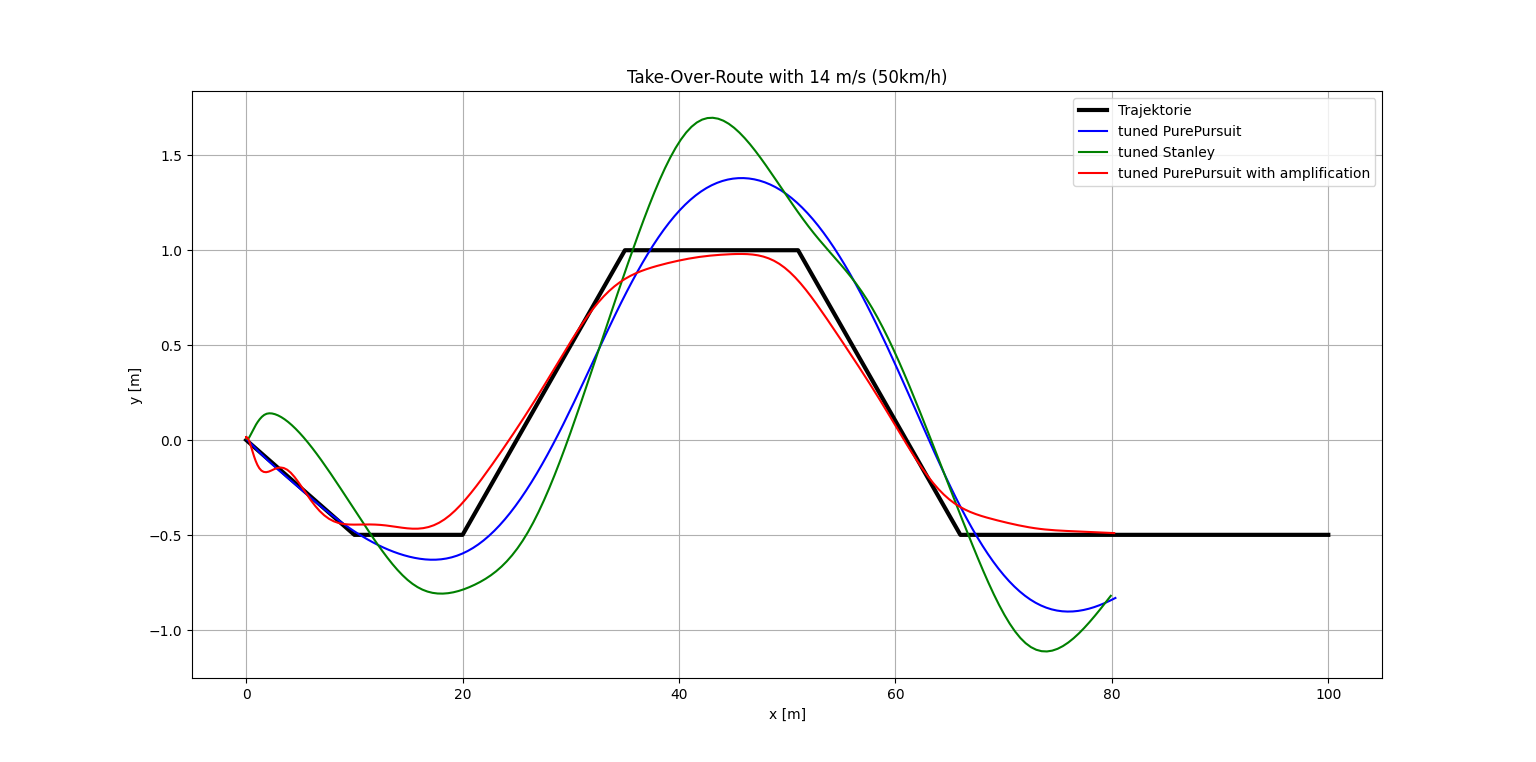 Take-Over-Route with 14 m/s (50km/h)
Trajektorie
tuned PurePursuit
tuned Stanley
tuned PurePursuit with amplification
y [m]
1.5
1.0
0.5
0.0
−0.5
−1.0
0 20 40 60 80 100
x [m]